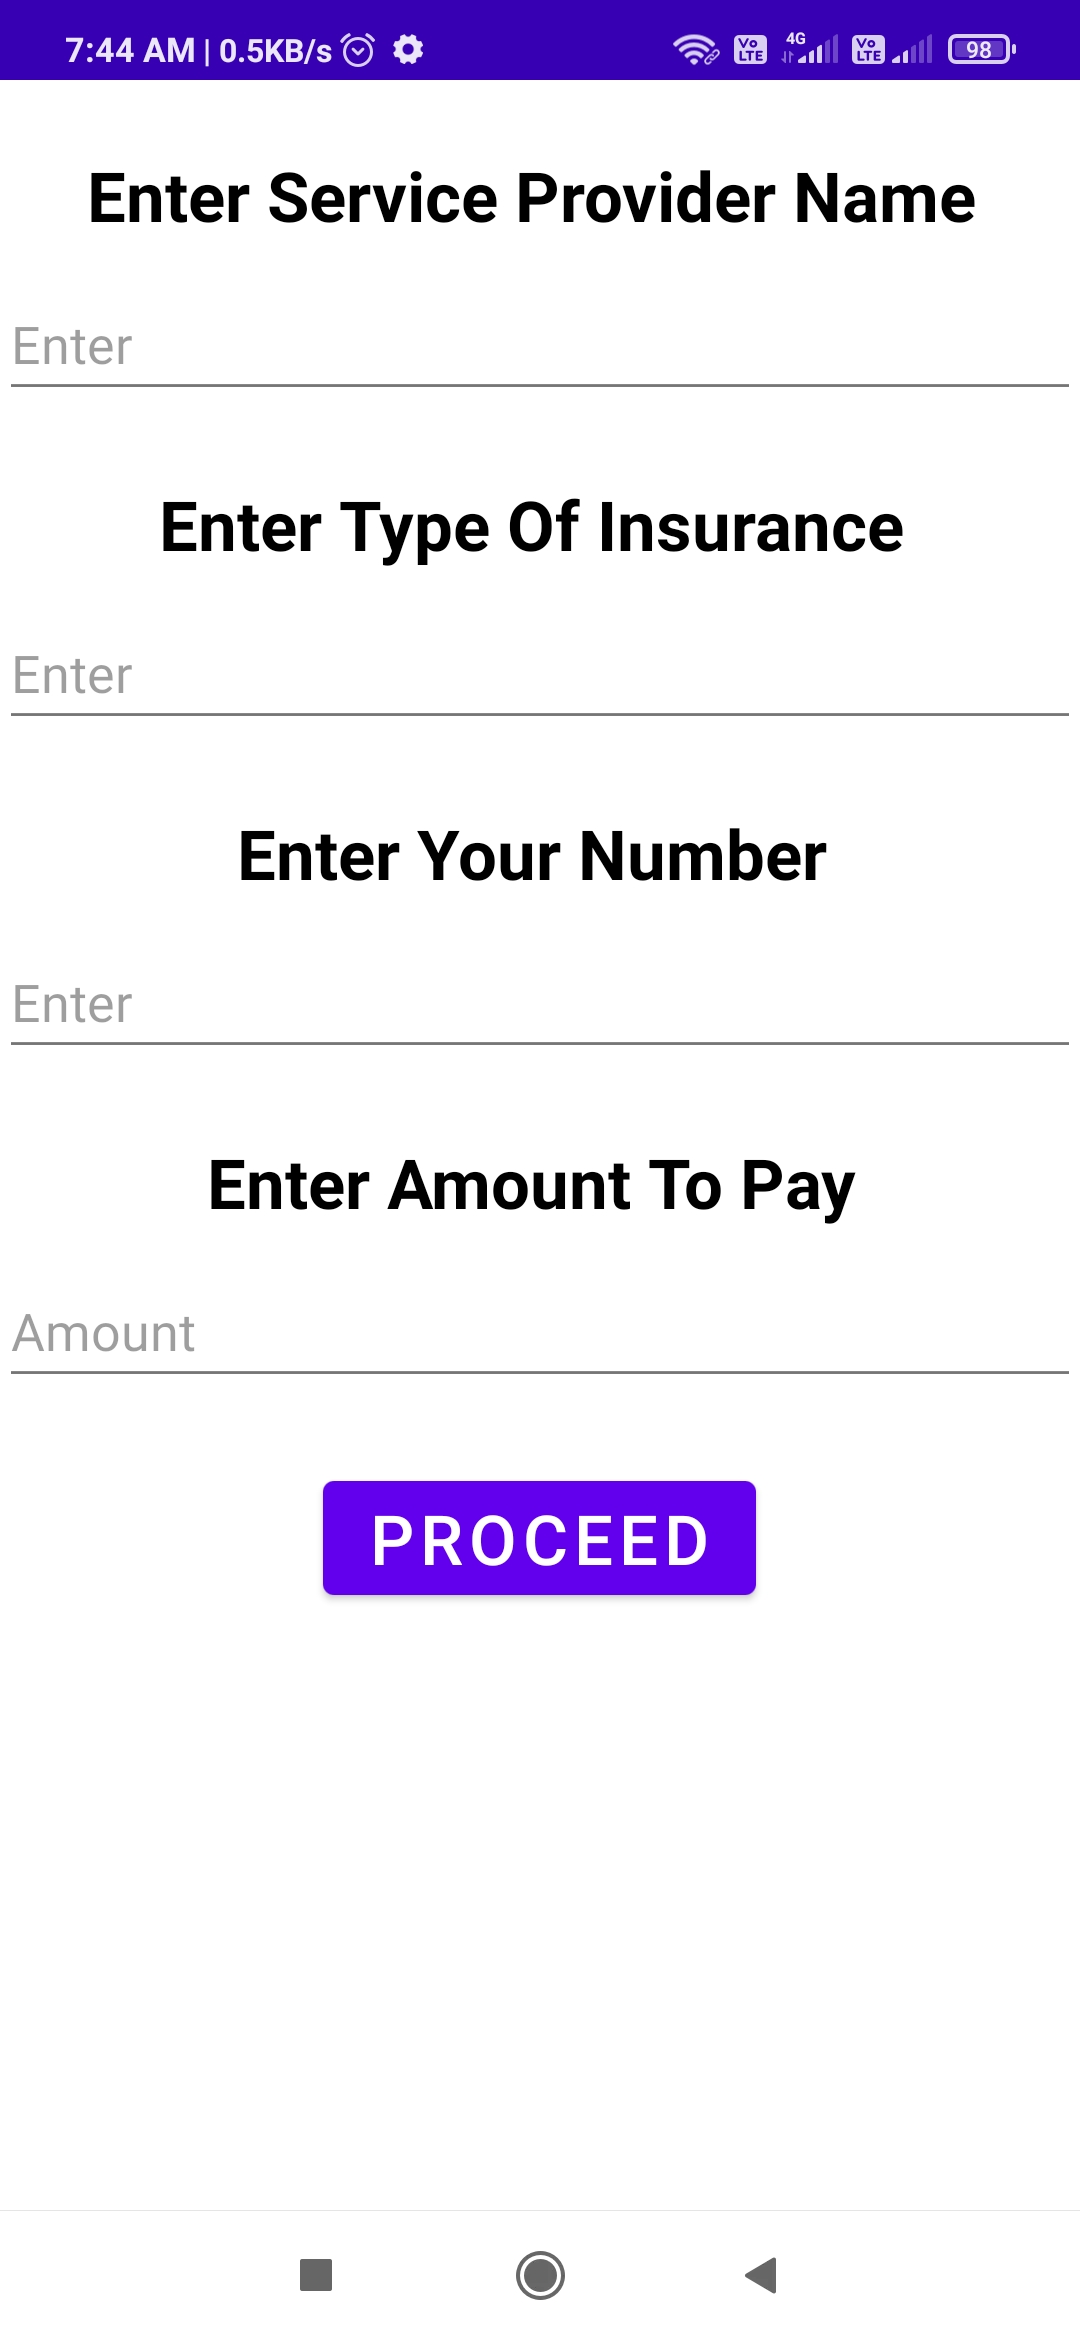 7:44 AM | 0.5KB/s Vo LTE 4G Vo LTE 98
Enter Service Provider Name
Enter
Enter Type Of Insurance
Enter
Enter Your Number
Enter
Enter Amount To Pay
Amount
PROCEED